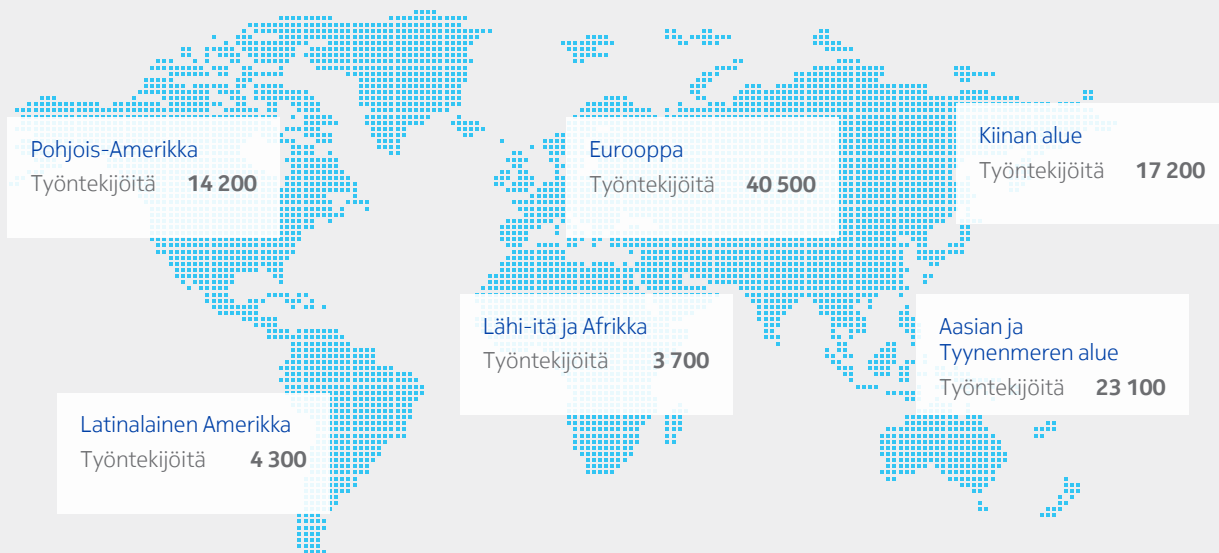 Pohjois-Amerikka
Työntekijöitä 14 200
Eurooppa
Työntekijöitä 40 500
Kiinan alue
Työntekijöitä 17 200
Lähi-itä ja Afrikka
Työntekijöitä 3 700
Aasian ja
Tyynenmeren alue
Työntekijöitä 23 100
Latinalainen Amerikka
Työntekijöitä 4 300